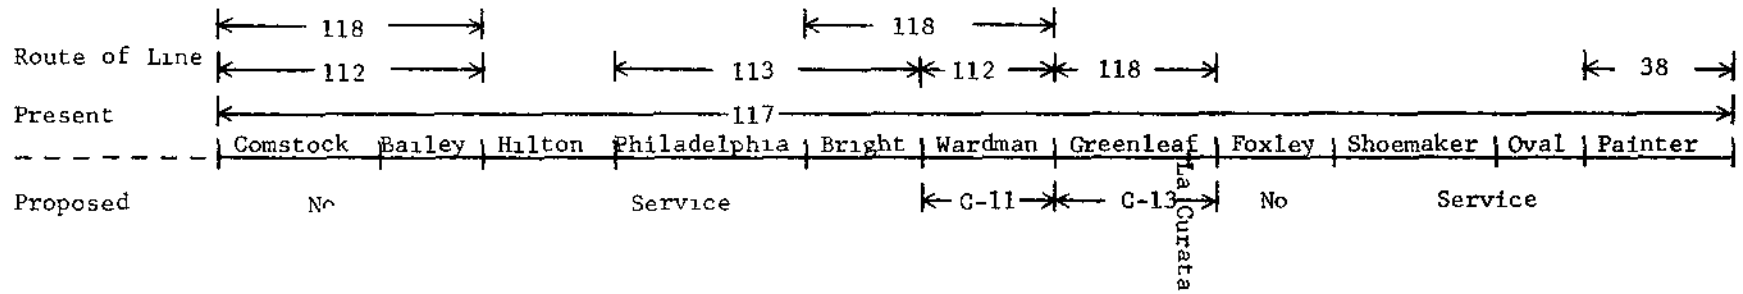 118 118
Route of Line 112 113 112 118 38
Present 117
Comstock Bailey Hilton Philadelphia Bright Wardman Greenleaf Foxley Shoemaker Oval Painter
Proposed No Service C-11 C-13 No Service
La Curata